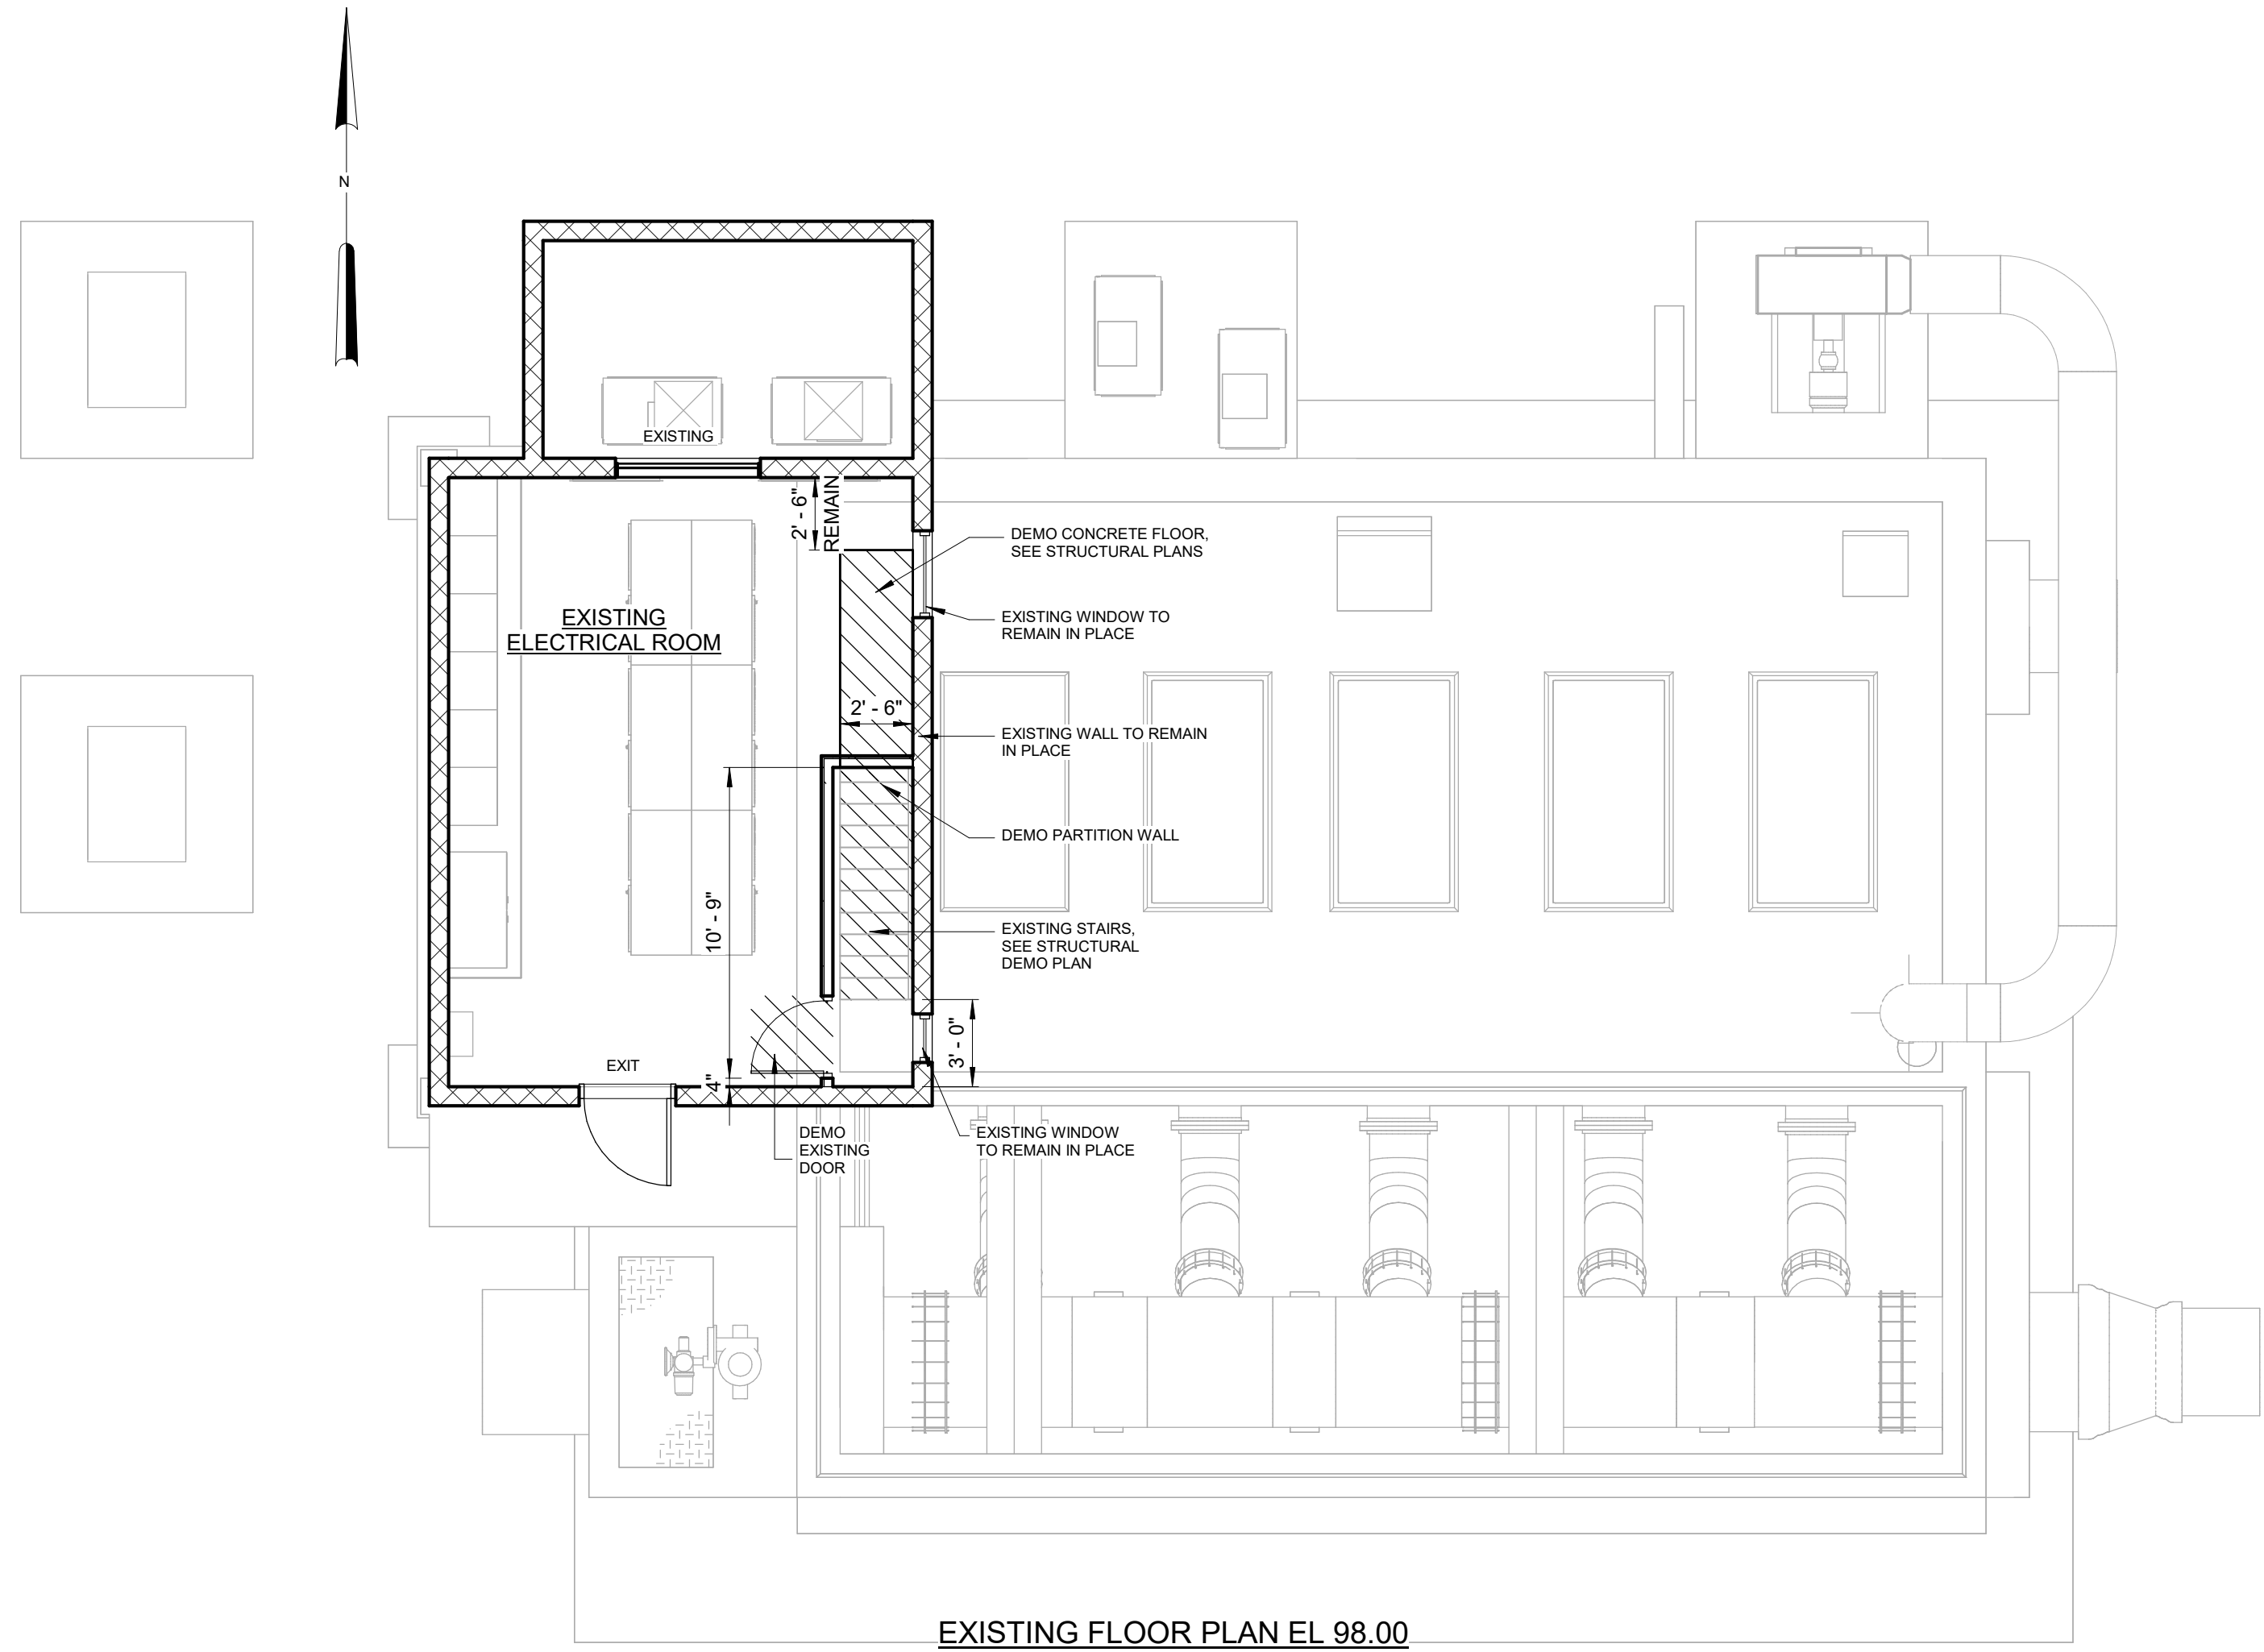 N
EXISTING
2' - 6"
REMAIN
DEMO CONCRETE FLOOR,
SEE STRUCTURAL PLANS
EXISTING
ELECTRICAL ROOM
EXISTING WINDOW TO
REMAIN IN PLACE
2' - 6"
EXISTING WALL TO REMAIN
IN PLACE
DEMO PARTITION WALL
10' - 9"
EXISTING STAIRS,
SEE STRUCTURAL
DEMO PLAN
3' - 0"
EXIT
4"
DEMO
EXISTING
DOOR
EXISTING WINDOW
TO REMAIN IN PLACE
EXISTING FLOOR PLAN EL 98.00